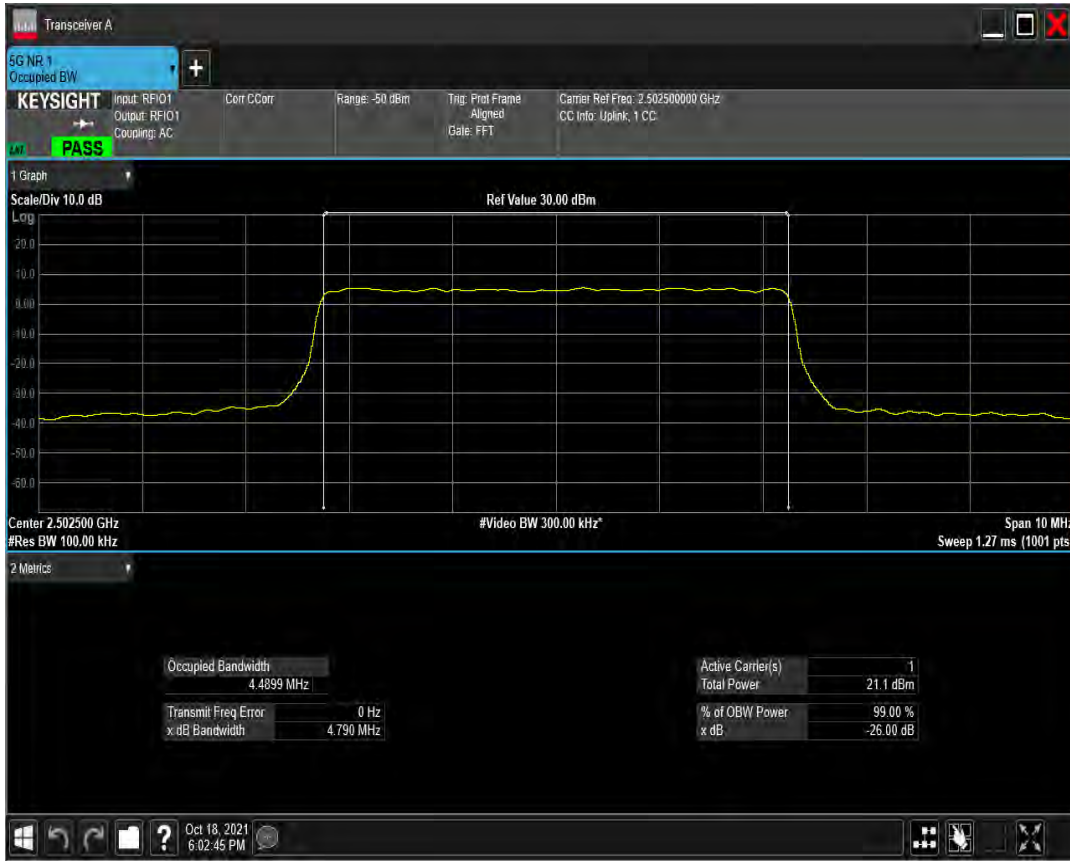 Transceiver A
5G NR 1
Occupied BW
+
KEYSIGHT
PASS
Input: RFIO1
Output: RFIO1
Coupling: AC
Corr CCorr
Range: -50 dBm
Trig: Prot Frame
Aligned
Gate: FFT
Carrier Ref Freq: 2.502500000 GHz
CC Info: Uplink, 1 CC
1 Graph
Scale/Div 10.0 dB
Ref Value 30.00 dBm
Log
20.0
10.0
0.00
-10.0
-20.0
-30.0
-40.0
-50.0
-60.0
Center 2.502500 GHz
#Video BW 300.00 kHz*
Span 10 MHz
#Res BW 100.00 kHz
Sweep 1.27 ms (1001 pts
2 Metrics
Occupied Bandwidth
4.4899 MHz
Transmit Freq Error 0 Hz
x dB Bandwidth 4.790 MHz
Active Carrier(s) 1
Total Power 21.1 dBm
% of OBW Power 99.00 %
x dB -26.00 dB
?
Oct 18, 2021
6:02:45 PM